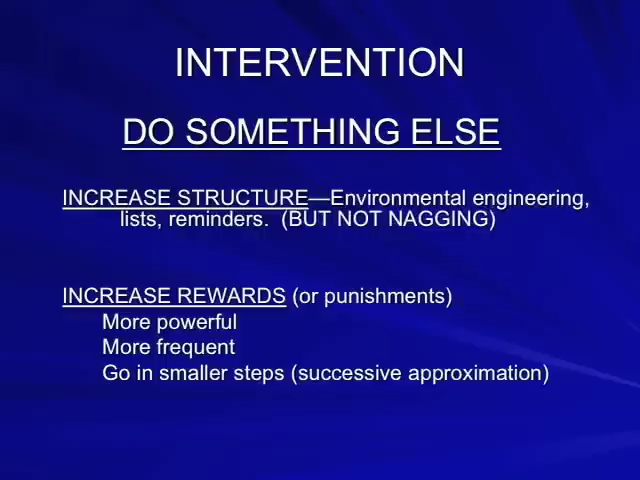 INTERVENTION
DO SOMETHING ELSE
INCREASE STRUCTURE—Environmental engineering,
lists, reminders. (BUT NOT NAGGING)
INCREASE REWARDS (or punishments)
More powerful
More frequent
Go in smaller steps (successive approximation)